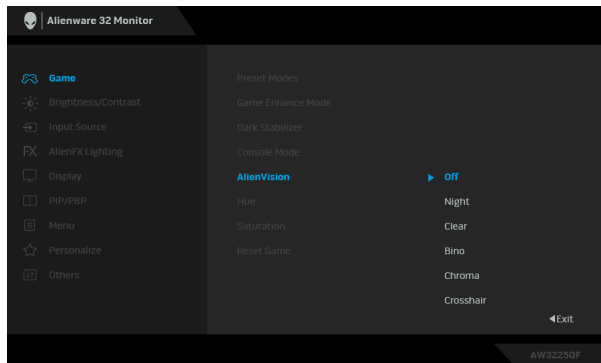 Alienware 32 Monitor
Game
Brightness/Contrast
Input Source
FX AlienFX Lighting
Display
PIP/PBP
Menu
Personalize
Others
Preset Modes
Game Enhance Mode
Dark Stabilizer
Console Mode
AlienVision
Hue
Saturation
Reset Game
Off
Night
Clear
Bino
Chroma
Crosshair
Exit
AW3225QF